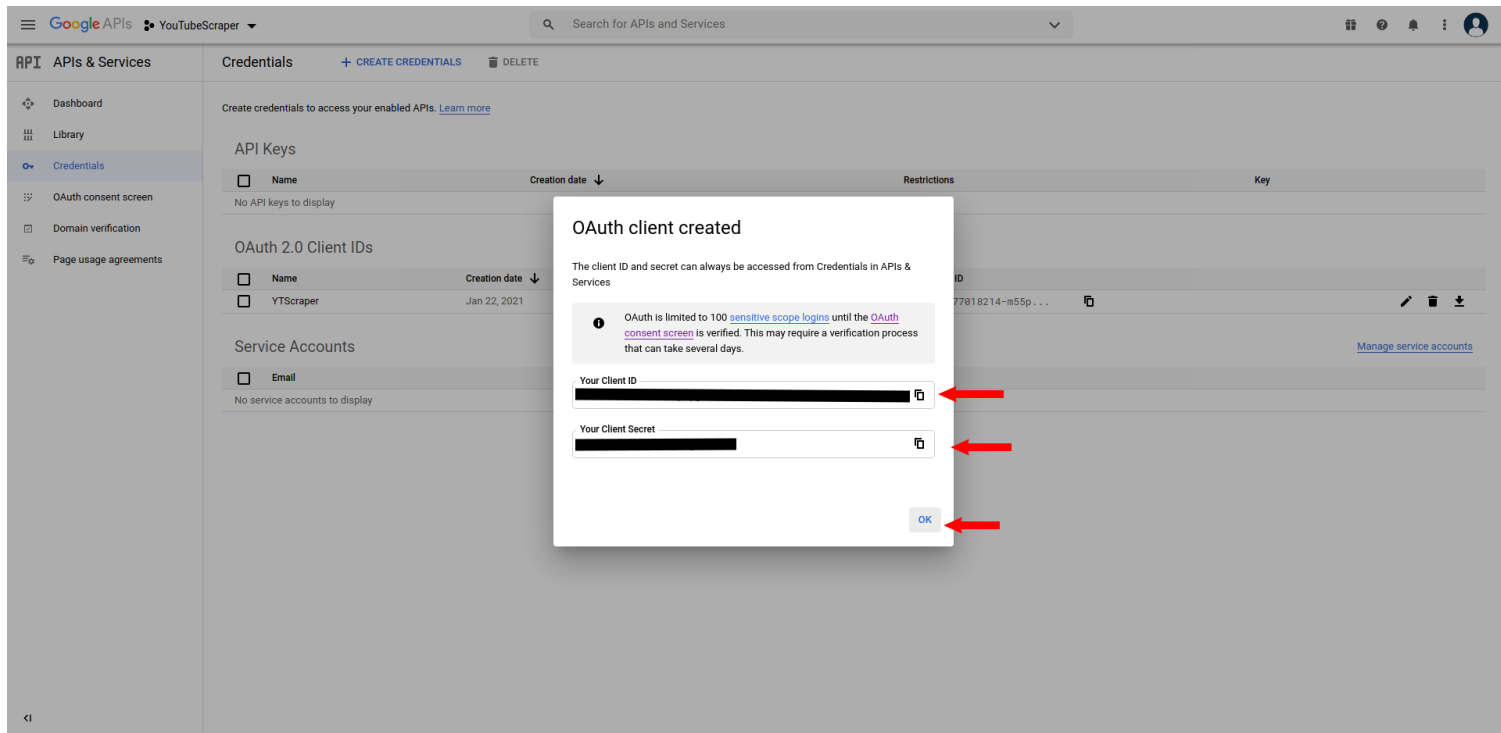 Google APIs YouTubeScraper Search for APIs and Services
API APIs & Services Credentials + CREATE CREDENTIALS DELETE
Dashboard
Create credentials to access your enabled APIs. Learn more
Library
API Keys
Credentials
Name Creation date Restrictions Key
OAuth consent screen
No API keys to display
Domain verification
OAuth 2.0 Client IDs
Page usage agreements
Name Creation date ID
YTScraper Jan 22, 2021 77018214-m55p...
Service Accounts Manage service accounts
Email
No service accounts to display
OAuth client created
The client ID and secret can always be accessed from Credentials in APIs &
Services
OAuth is limited to 100 sensitive scope logins until the OAuth
consent screen is verified. This may require a verification process
that can take several days.
Your Client ID
Your Client Secret
OK